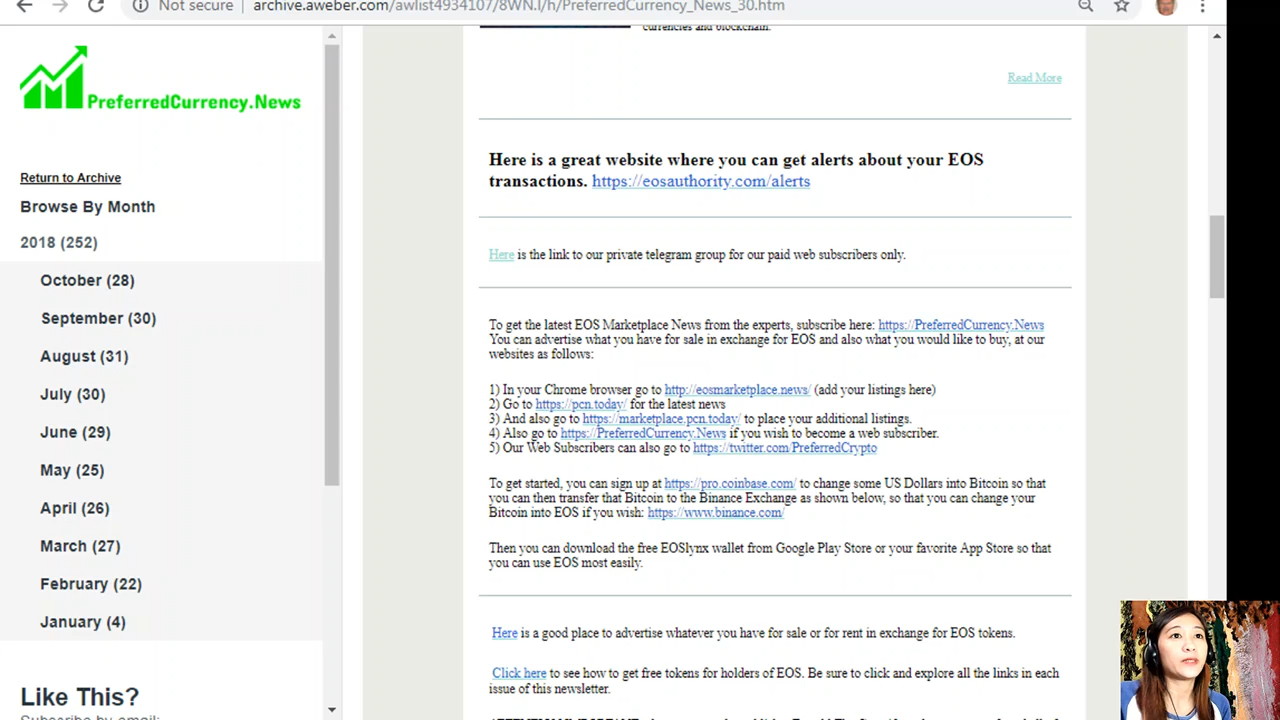 Not secure | archive.aweber.com/awlist4934107/8WN.I/h/PreferredCurrency_News_30.htm
PreferredCurrency.News
Return to Archive
Browse By Month
2018 (252)
October (28)
September (30)
August (31)
July (30)
June (29)
May (25)
April (26)
March (27)
February (22)
January (4)
Like This?
Subscribe by email:
currencies and blockchain.
Read More
Here is a great website where you can get alerts about your EOS
transactions. https://eosauthority.com/alerts
Here is the link to our private telegram group for our paid web subscribers only.
To get the latest EOS Marketplace News from the experts, subscribe here: https://PreferredCurrency.News
You can advertise what you have for sale in exchange for EOS and also what you would like to buy, at our
websites as follows:
1) In your Chrome browser go to http://eosmarketplace.news/ (add your listings here)
2) Go to https://pcn.today/ for the latest news
3) And also go to https://marketplace.pcn.today/ to place your additional listings.
4) Also go to https://PreferredCurrency.News if you wish to become a web subscriber.
5) Our Web Subscribers can also go to https://twitter.com/PreferredCrypto
To get started, you can sign up at https://pro.coinbase.com/ to change some US Dollars into Bitcoin so that
you can then transfer that Bitcoin to the Binance Exchange as shown below, so that you can change your
Bitcoin into EOS if you wish: https://www.binance.com/
Then you can download the free EOSlynx wallet from Google Play Store or your favorite App Store so that
you can use EOS most easily.
Here is a good place to advertise whatever you have for sale or for rent in exchange for EOS tokens.
Click here to see how to get free tokens for holders of EOS. Be sure to click and explore all the links in each
issue of this newsletter.